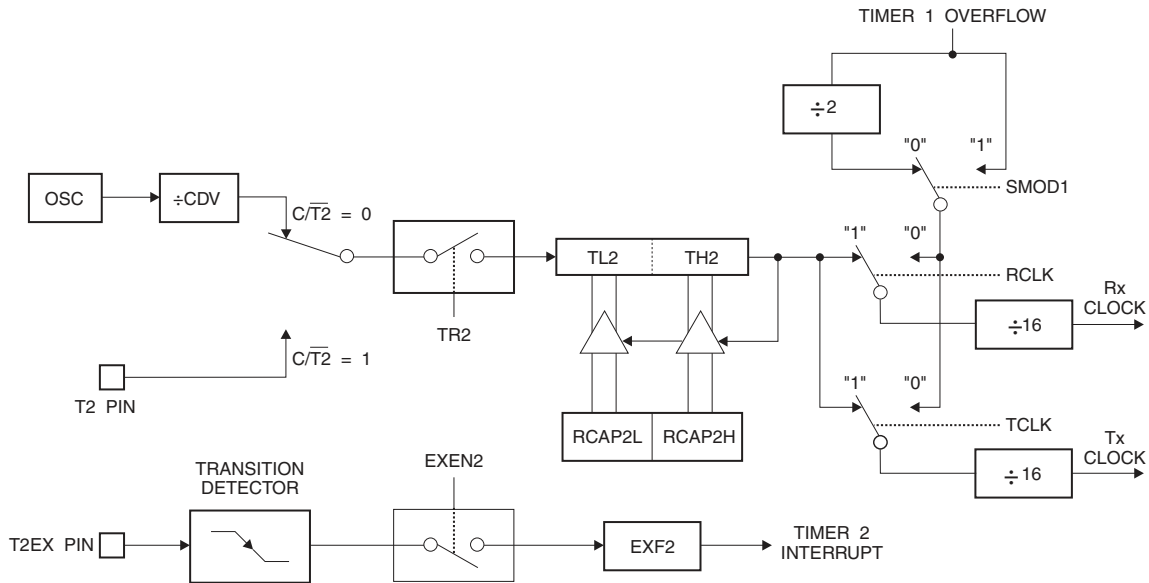 TIMER 1 OVERFLOW
÷2
"0" "1"
SMOD1
OSC
÷CDV
C/T̅2̅ = 0
TR2
TL2
TH2
"1" "0"
RCLK
Rx
CLOCK
÷16
C/T̅2̅ = 1
T2 PIN
RCAP2L
RCAP2H
"1" "0"
TCLK
Tx
CLOCK
÷16
TRANSITION
DETECTOR
EXEN2
T2EX PIN
EXF2
TIMER 2
INTERRUPT